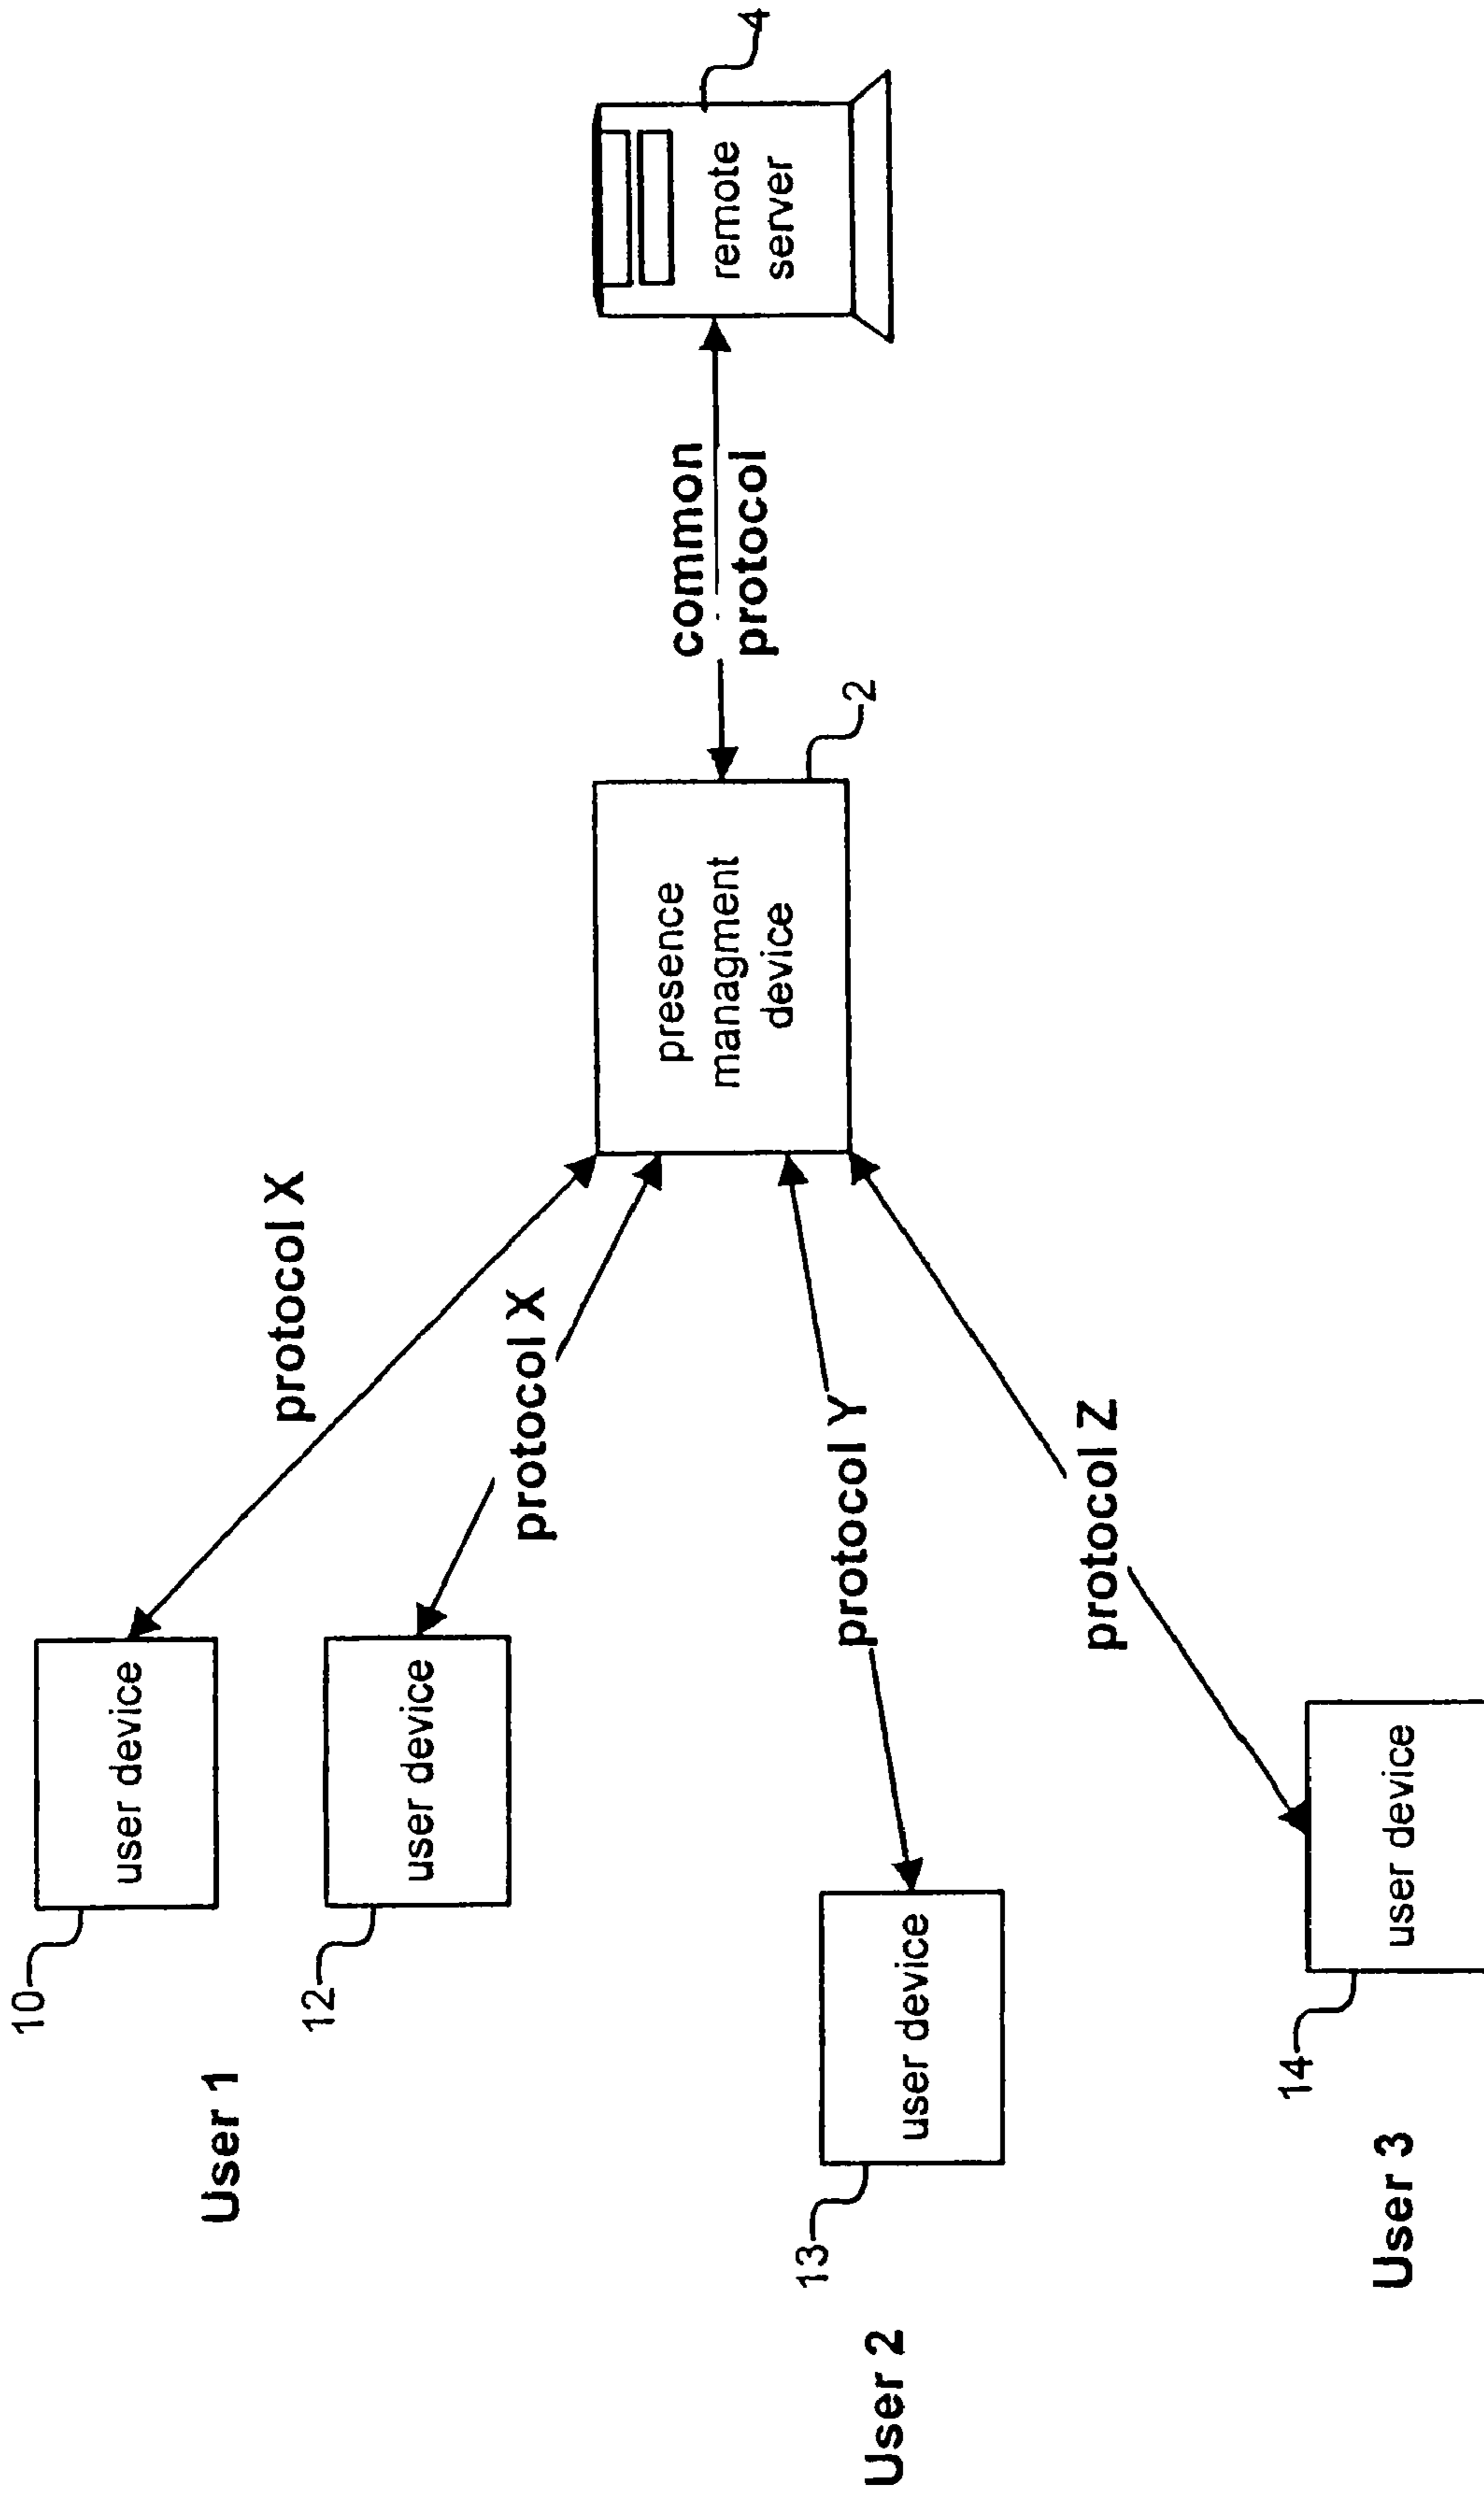 10
user device
User 1
protocol X
12
user device
protocol X
presence
managment
device
2
common
protocol
remote
server
4
13
user device
User 2
protocol Y
14
user device
User 3
protocol Z